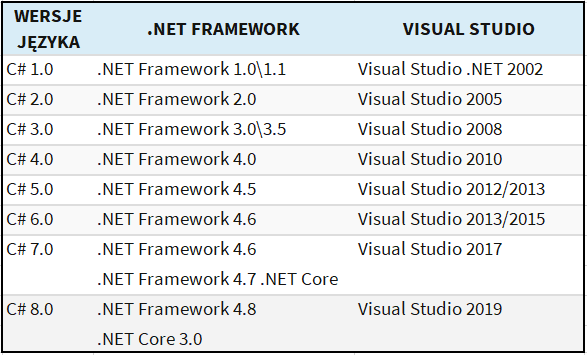 WERSJE JĘZYKA .NET FRAMEWORK VISUAL STUDIO
C# 1.0 .NET Framework 1.0\1.1 Visual Studio .NET 2002
C# 2.0 .NET Framework 2.0 Visual Studio 2005
C# 3.0 .NET Framework 3.0\3.5 Visual Studio 2008
C# 4.0 .NET Framework 4.0 Visual Studio 2010
C# 5.0 .NET Framework 4.5 Visual Studio 2012/2013
C# 6.0 .NET Framework 4.6 Visual Studio 2013/2015
C# 7.0 .NET Framework 4.6 Visual Studio 2017
.NET Framework 4.7 .NET Core
C# 8.0 .NET Framework 4.8 Visual Studio 2019
.NET Core 3.0